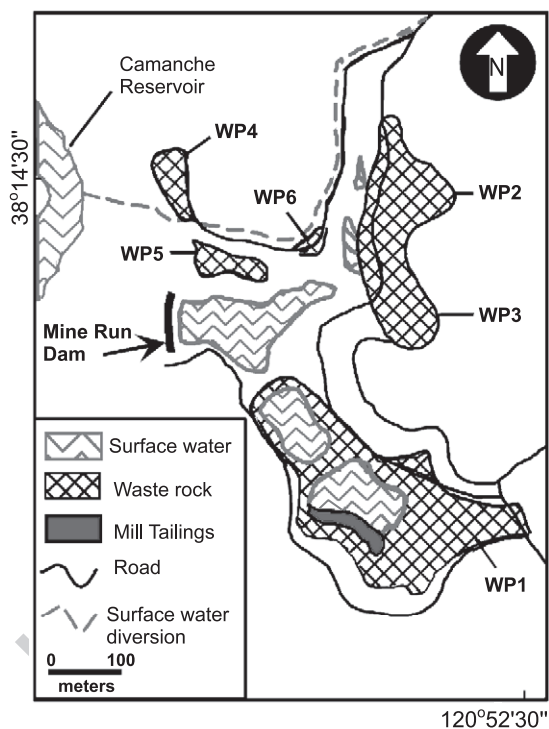 N
Camanche
Reservoir
WP4
38°14'30"
WP6
WP2
WP5
WP3
Mine Run
Dam
Surface water
Waste rock
Mill Tailings
Road
Surface water
diversion
0 100
meters
WP1
120°52'30"